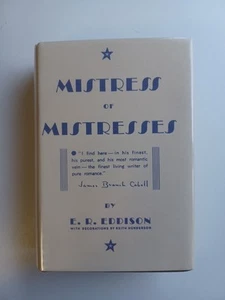 MISTRESS
OF
MISTRESSES
"I find here — in his finest,
his purest, and his most romantic
vein — the finest living writer of
pure romance."
James Branch Cabell
BY
E. R. EDDISON
WITH DECORATIONS BY KEITH HENDERSON